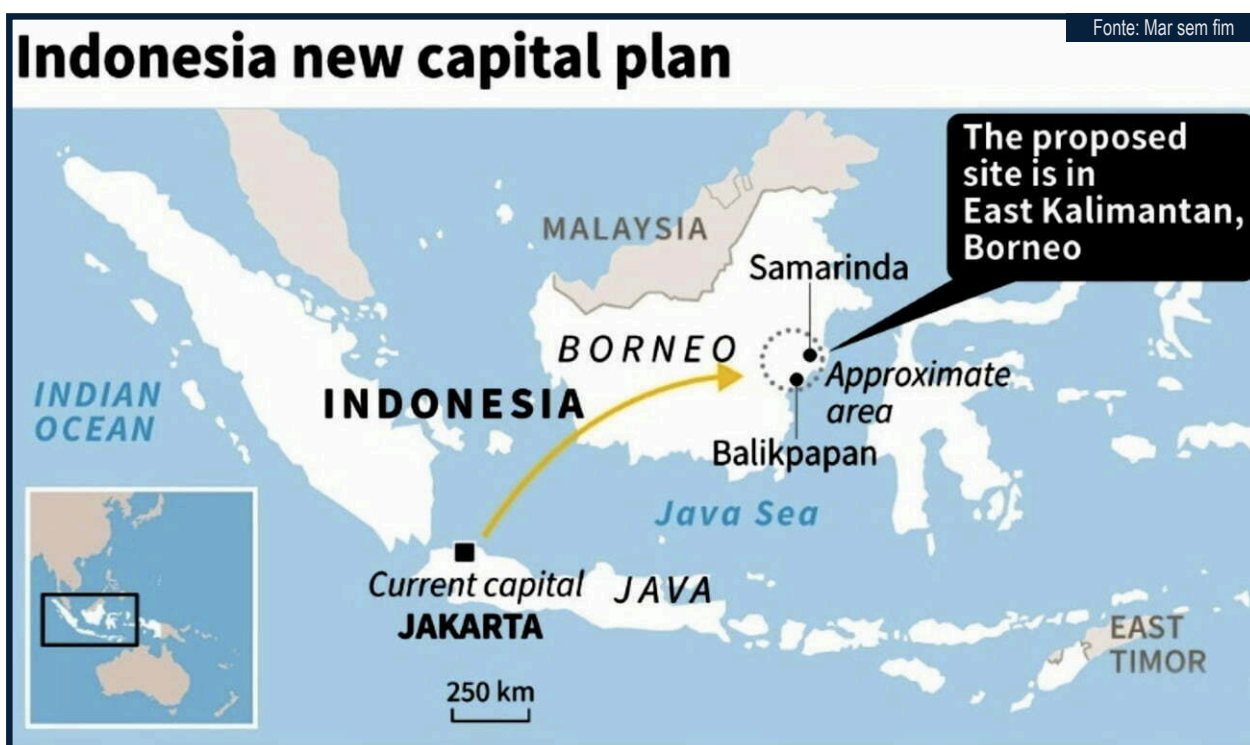 Fonte: Mar sem fim
Indonesia new capital plan
The proposed
site is in
East Kalimantan,
Borneo
MALAYSIA
Samarinda
BORNEO
INDONESIA
Approximate
area
INDIAN
OCEAN
Balikpapan
Java Sea
Current capital
JAKARTA
JAVA
EAST
TIMOR
250 km